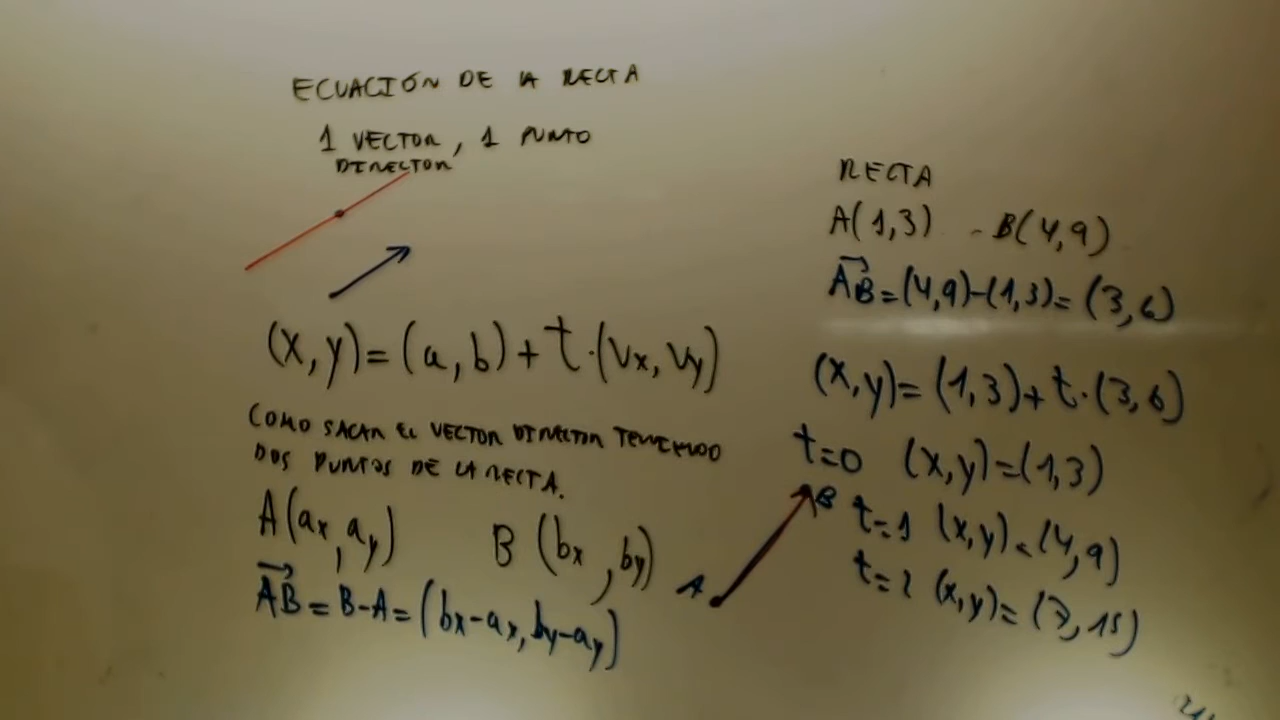 ECUACIÓN DE LA RECTA
1 VECTOR, 1 PUNTO
DIRECTOR
(x,y)=(a,b)+t·(Vx,Vy)
COMO SACAR EL VECTOR DIRECTOR TENIENDO
DOS PUNTOS DE LA RECTA.
A(ax,ay) B(bx,by)
AB=B-A=(bx-ax,by-ay)
A
B
RECTA
A(1,3) - B(4,9)
AB=(4,9)-(1,3)=(3,6)
(x,y)=(1,3)+t·(3,6)
t=0 (x,y)=(1,3)
t=1 (x,y)=(4,9)
t=2 (x,y)=(7,15)